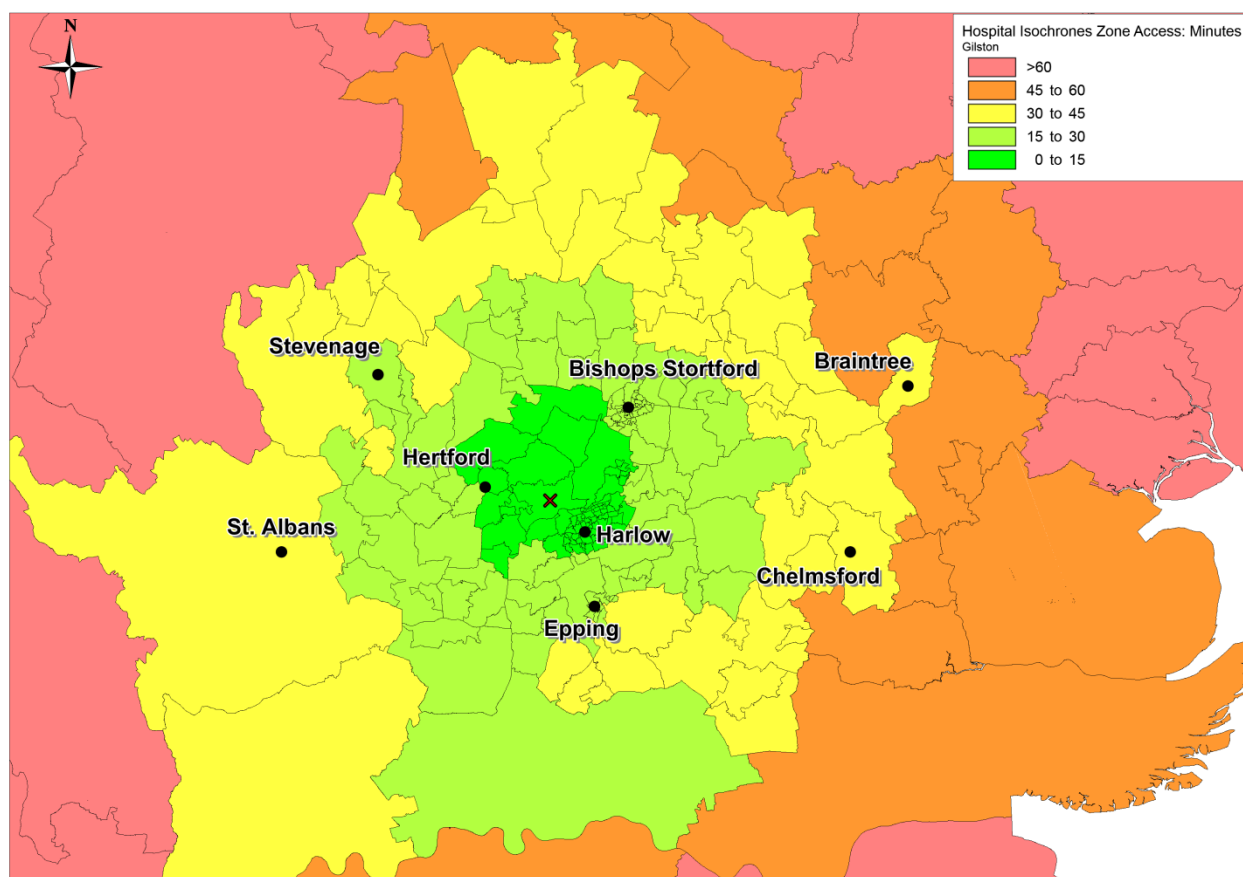 N
Hospital Isochrones Zone Access: Minutes
Gilston
>60
45 to 60
30 to 45
15 to 30
0 to 15
Stevenage
Bishops Stortford
Braintree
Hertford
St. Albans
Harlow
Chelmsford
Epping